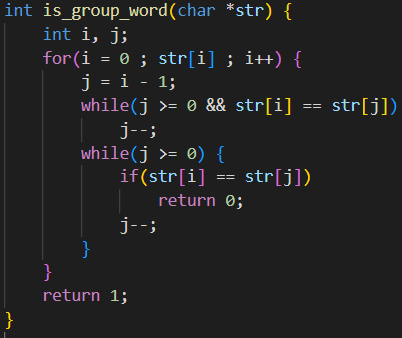 int is_group_word(char *str) {
    int i, j;
    for(i = 0 ; str[i] ; i++) {
        j = i - 1;
        while(j >= 0 && str[i] == str[j])
            j--;
        while(j >= 0) {
            if(str[i] == str[j])
                return 0;
            j--;
        }
    }
    return 1;
}